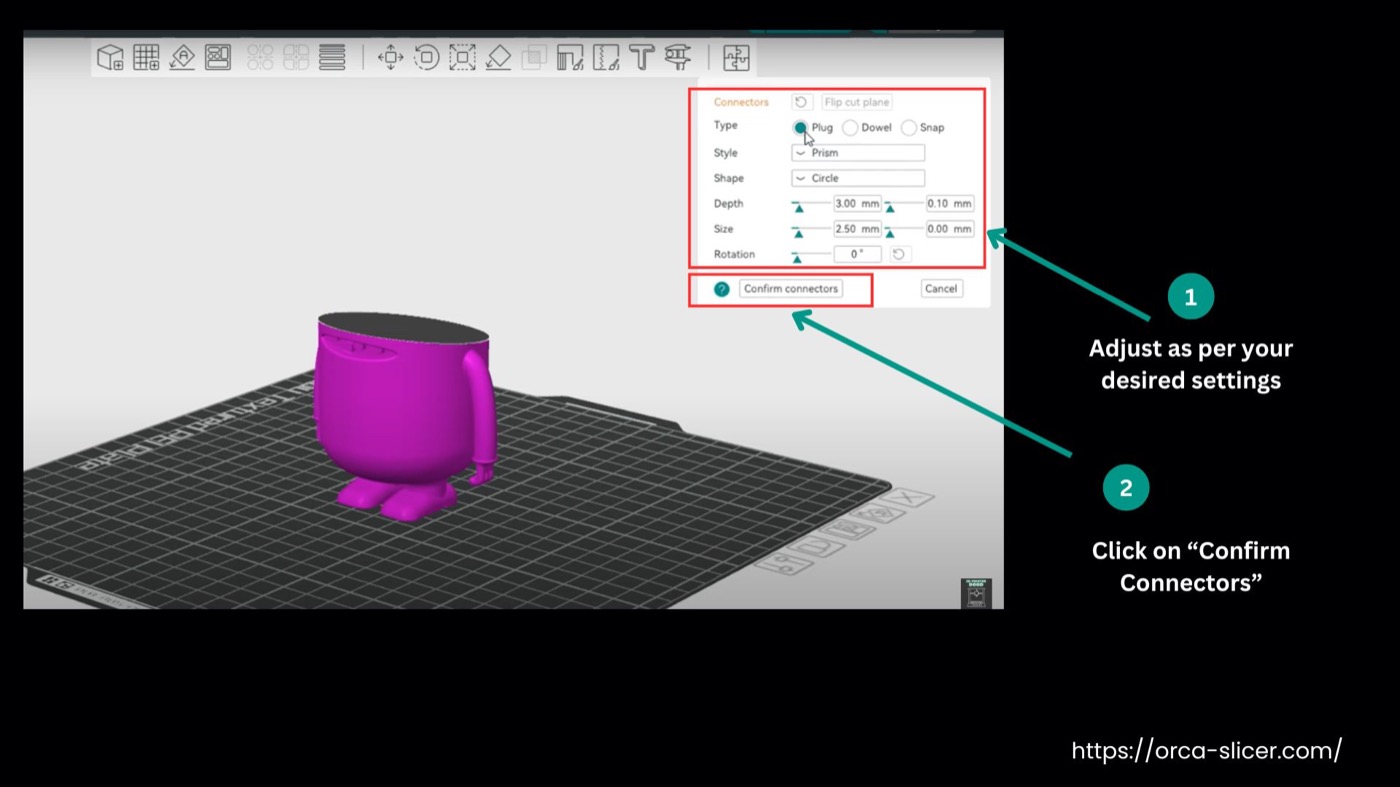 Connectors
Flip cut plane
Type
Plug
Dowel
Snap
Style
Prism
Shape
Circle
Depth
3.00 mm
0.10 mm
Size
2.50 mm
0.00 mm
Rotation
0°
?
Confirm connectors
Cancel
1
Adjust as per your
desired settings
2
Click on “Confirm
Connectors”
https://orca-slicer.com/